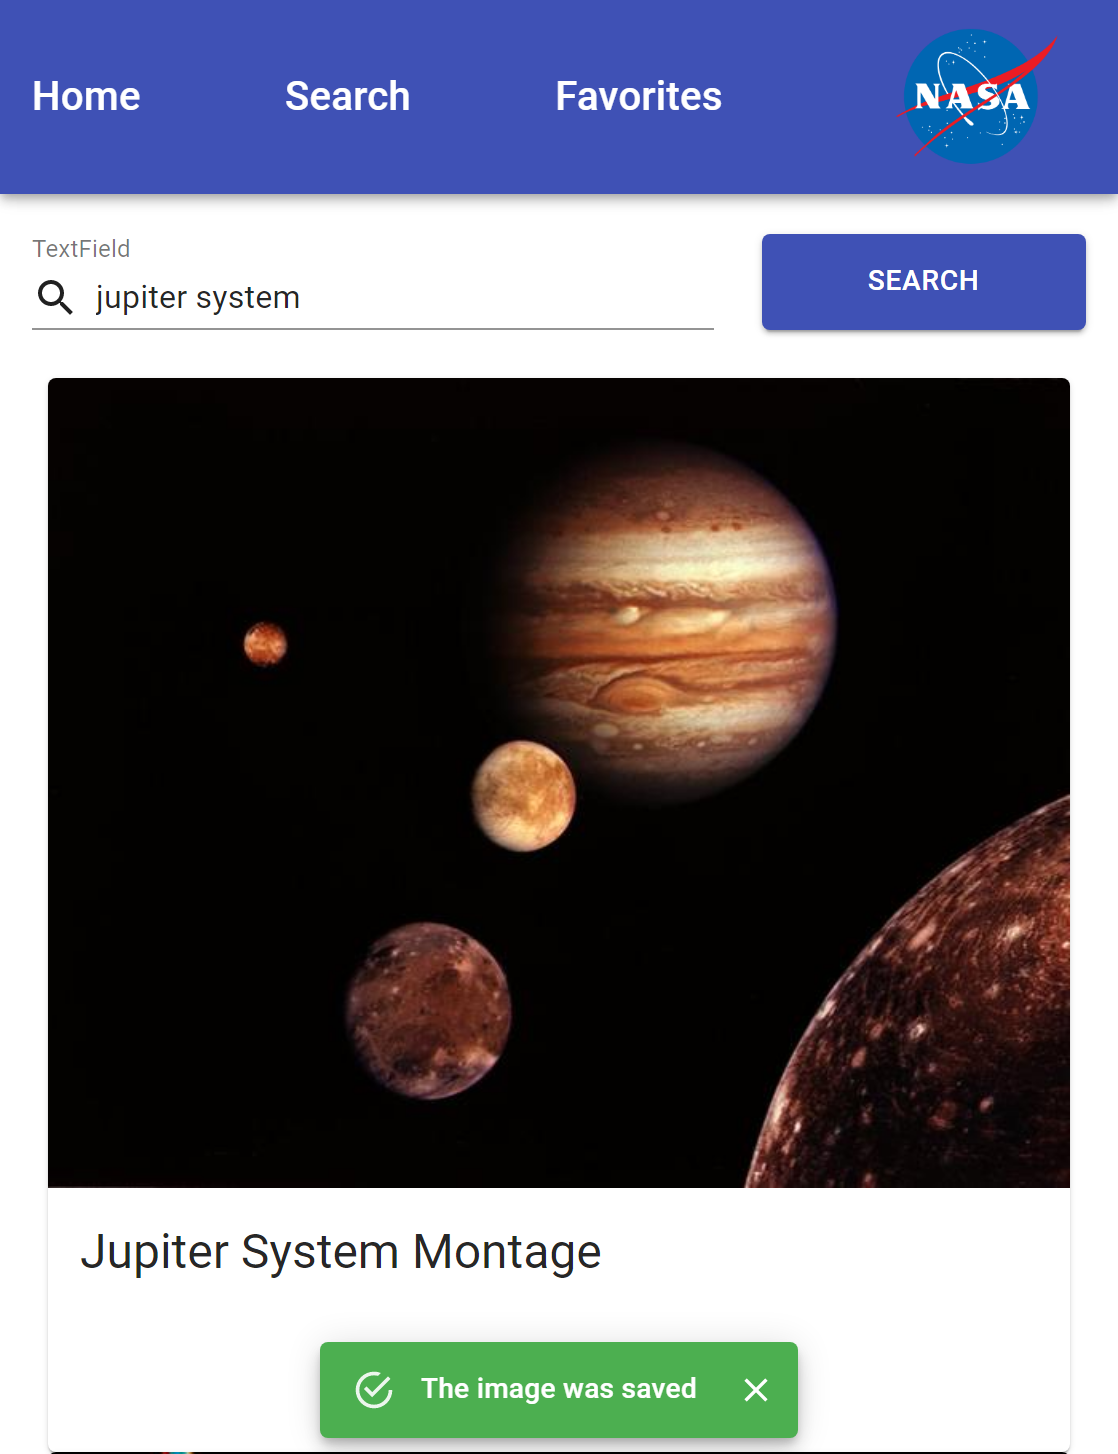 Home Search Favorites NASA
TextField
jupiter system
SEARCH
Jupiter System Montage
The image was saved